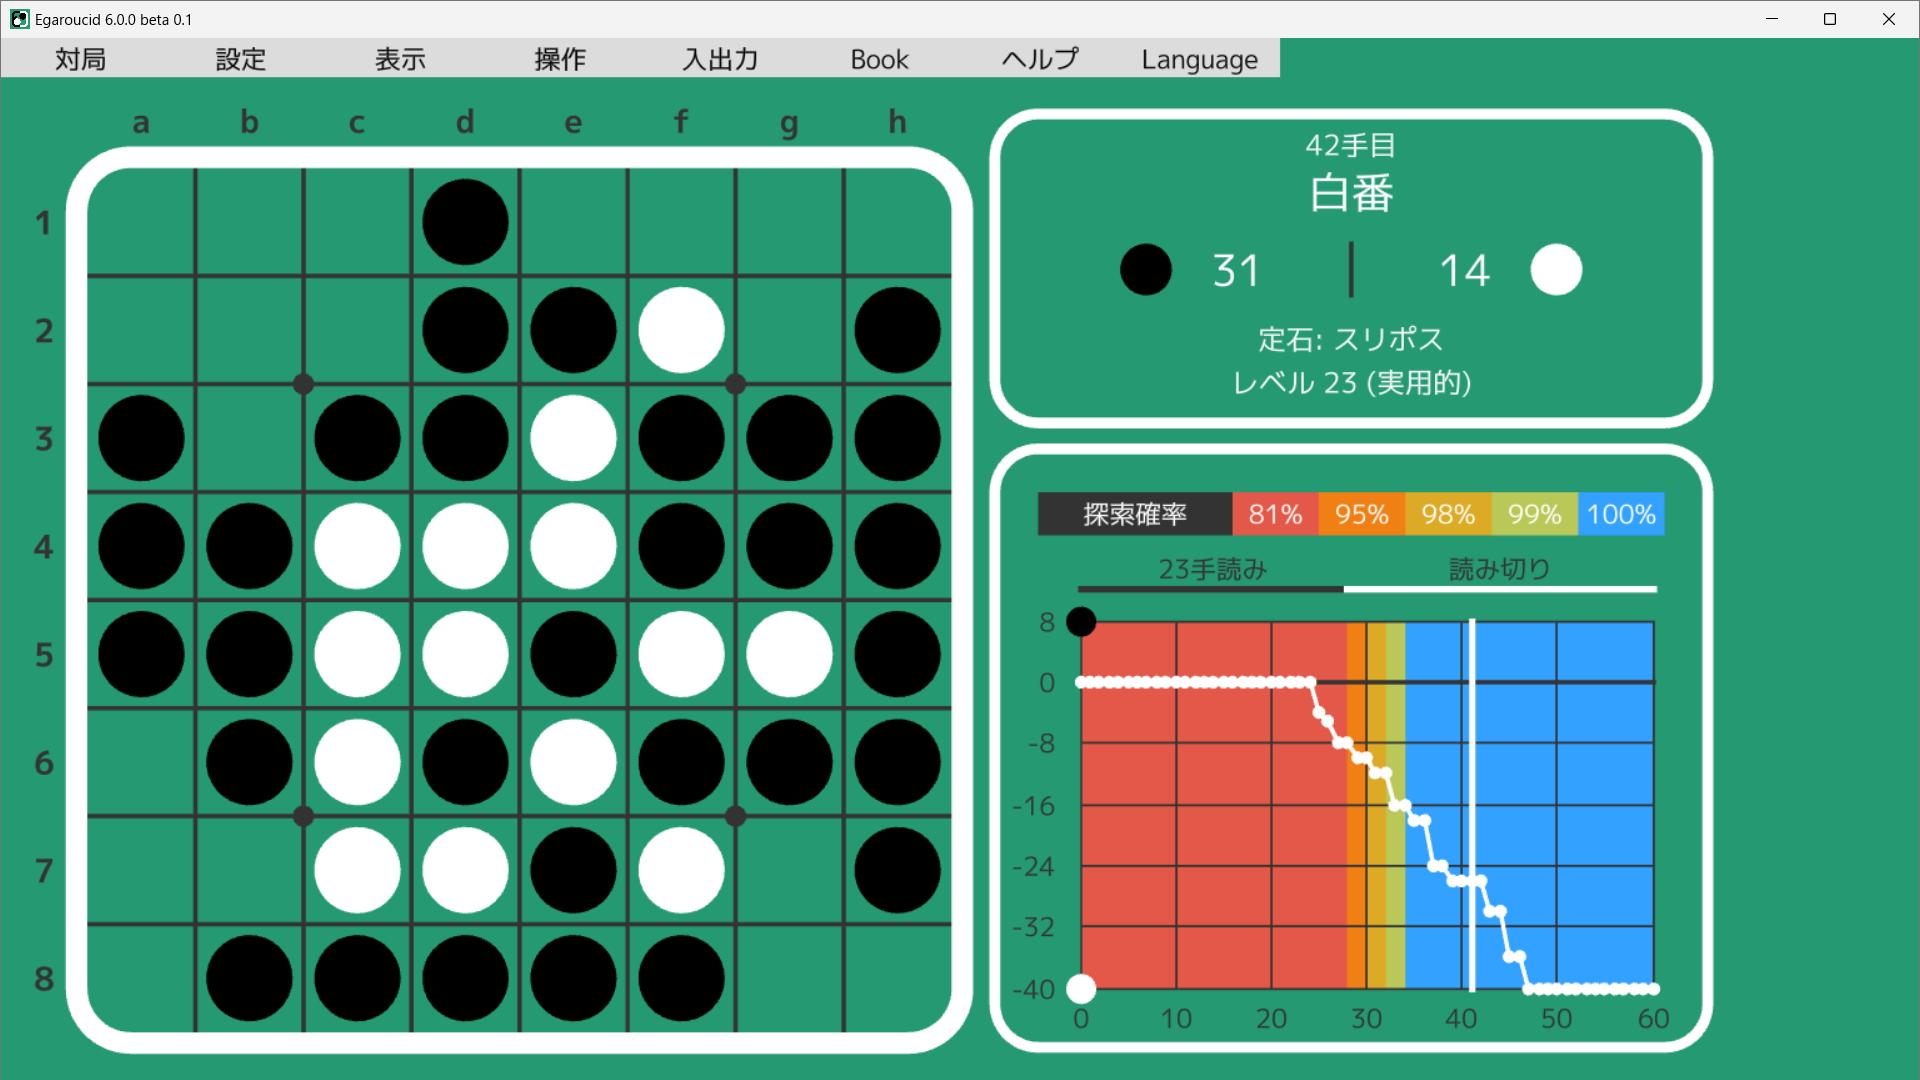 Egaroucid 6.0.0 beta 0.1
対局 設定 表示 操作 入出力 Book ヘルプ Language
a b c d e f g h
1
2
3
4
5
6
7
8
42手目
白番
31 14
定石: スリポス
レベル 23 (実用的)
探索確率 81% 95% 98% 99% 100%
23手読み 読み切り
8
0
-8
-16
-24
-32
-40
0 10 20 30 40 50 60